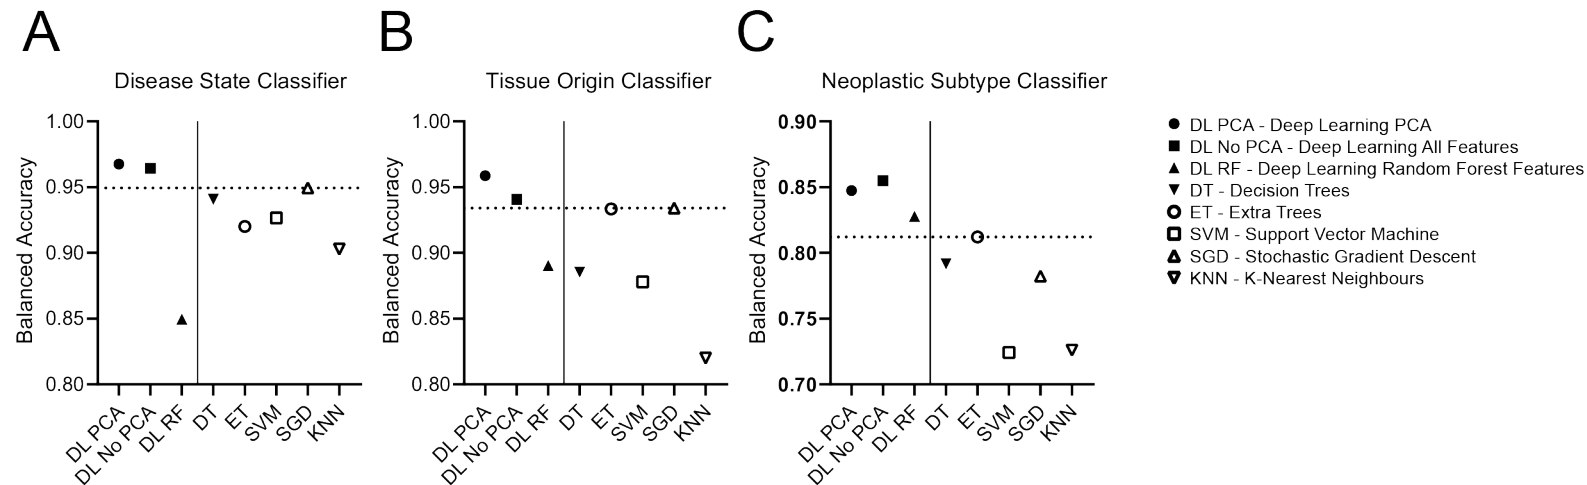 A
B
C
Disease State Classifier
Tissue Origin Classifier
Neoplastic Subtype Classifier
Balanced Accuracy
1.00
0.95
0.90
0.85
0.80
DL PCA
DL No PCA
DL RF
DT
ET
SVM
SGD
KNN
Balanced Accuracy
1.00
0.95
0.90
0.85
0.80
DL PCA
DL No PCA
DL RF
DT
ET
SVM
SGD
KNN
Balanced Accuracy
0.90
0.85
0.80
0.75
0.70
DL PCA
DL No PCA
DL RF
DT
ET
SVM
SGD
KNN
DL PCA - Deep Learning PCA
DL No PCA - Deep Learning All Features
DL RF - Deep Learning Random Forest Features
DT - Decision Trees
ET - Extra Trees
SVM - Support Vector Machine
SGD - Stochastic Gradient Descent
KNN - K-Nearest Neighbours